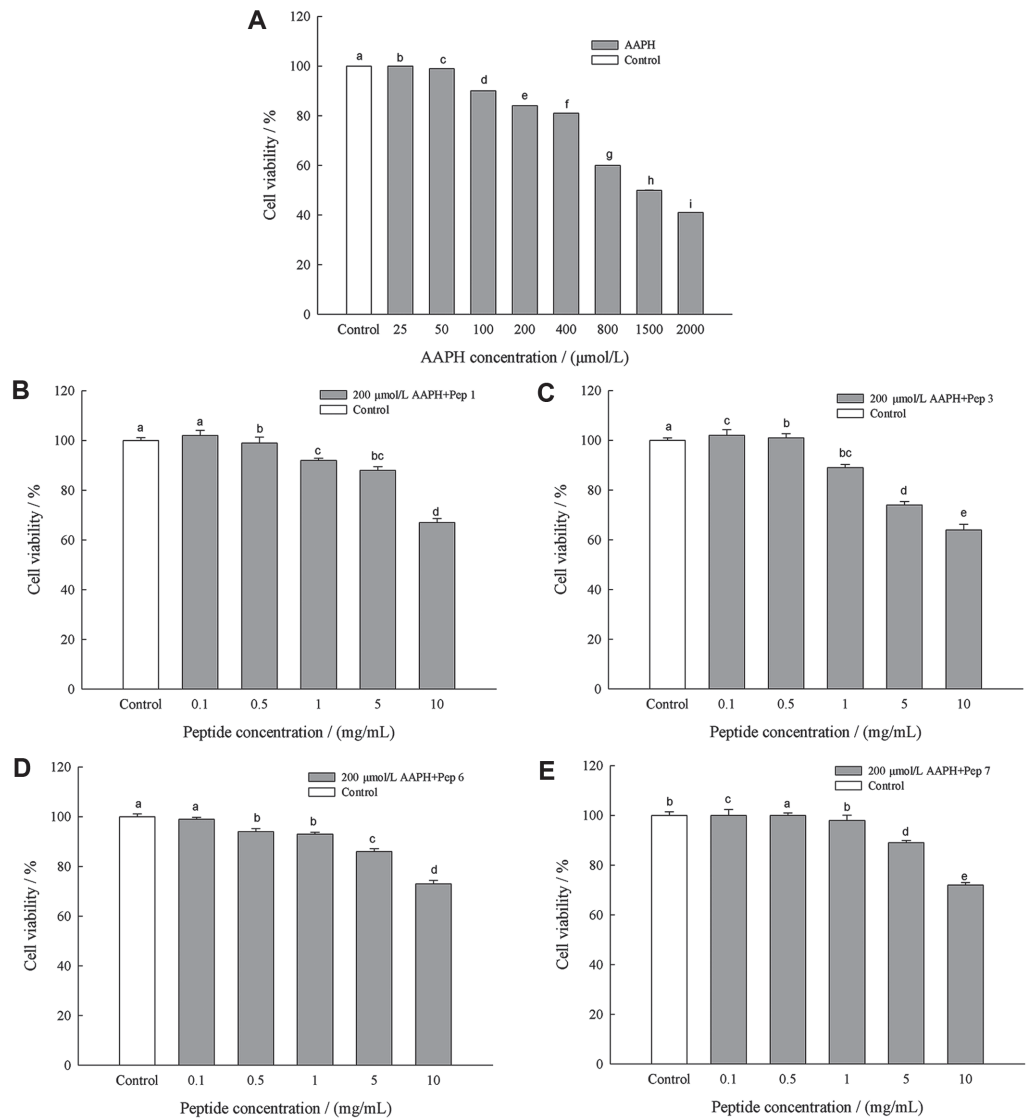 A
120
100
80
60
40
20
0
Cell viability / %
AAPH
Control
a b c d e f g h i
Control 25 50 100 200 400 800 1500 2000
AAPH concentration / (μmol/L)
B
120
100
80
60
40
20
0
Cell viability / %
200 μmol/L AAPH+Pep 1
Control
a a b c bc d
Control 0.1 0.5 1 5 10
Peptide concentration / (mg/mL)
C
120
100
80
60
40
20
0
Cell viability / %
200 μmol/L AAPH+Pep 3
Control
a c b bc d e
Control 0.1 0.5 1 5 10
Peptide concentration / (mg/mL)
D
120
100
80
60
40
20
0
Cell viability / %
200 μmol/L AAPH+Pep 6
Control
a a b b c d
Control 0.1 0.5 1 5 10
Peptide concentration / (mg/mL)
E
120
100
80
60
40
20
0
Cell viability / %
200 μmol/L AAPH+Pep 7
Control
b c a b d e
Control 0.1 0.5 1 5 10
Peptide concentration / (mg/mL)